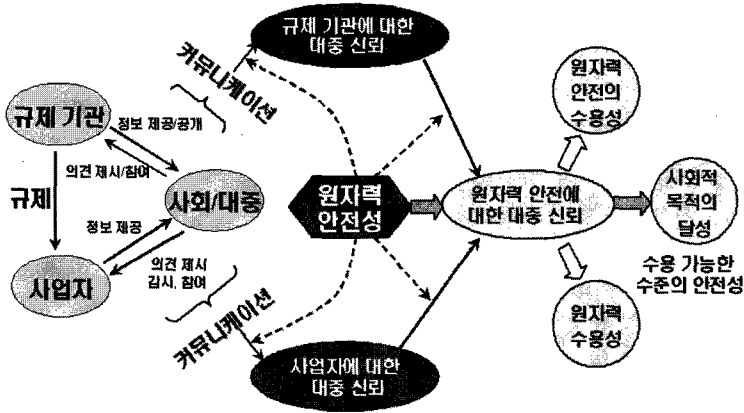 규제 기관에 대한
대중 신뢰
커뮤니케이션
규제 기관
정보 제공/공개
의견 제시/참여
규제
사회/대중
정보 제공
사업자
의견 제시
감시, 참여
커뮤니케이션
원자력
안전성
사업자에 대한
대중 신뢰
원자력 안전에
대한 대중 신뢰
원자력
안전의
수용성
사회적
목적의
달성
수용 가능한
수준의 안전성
원자력
수용성